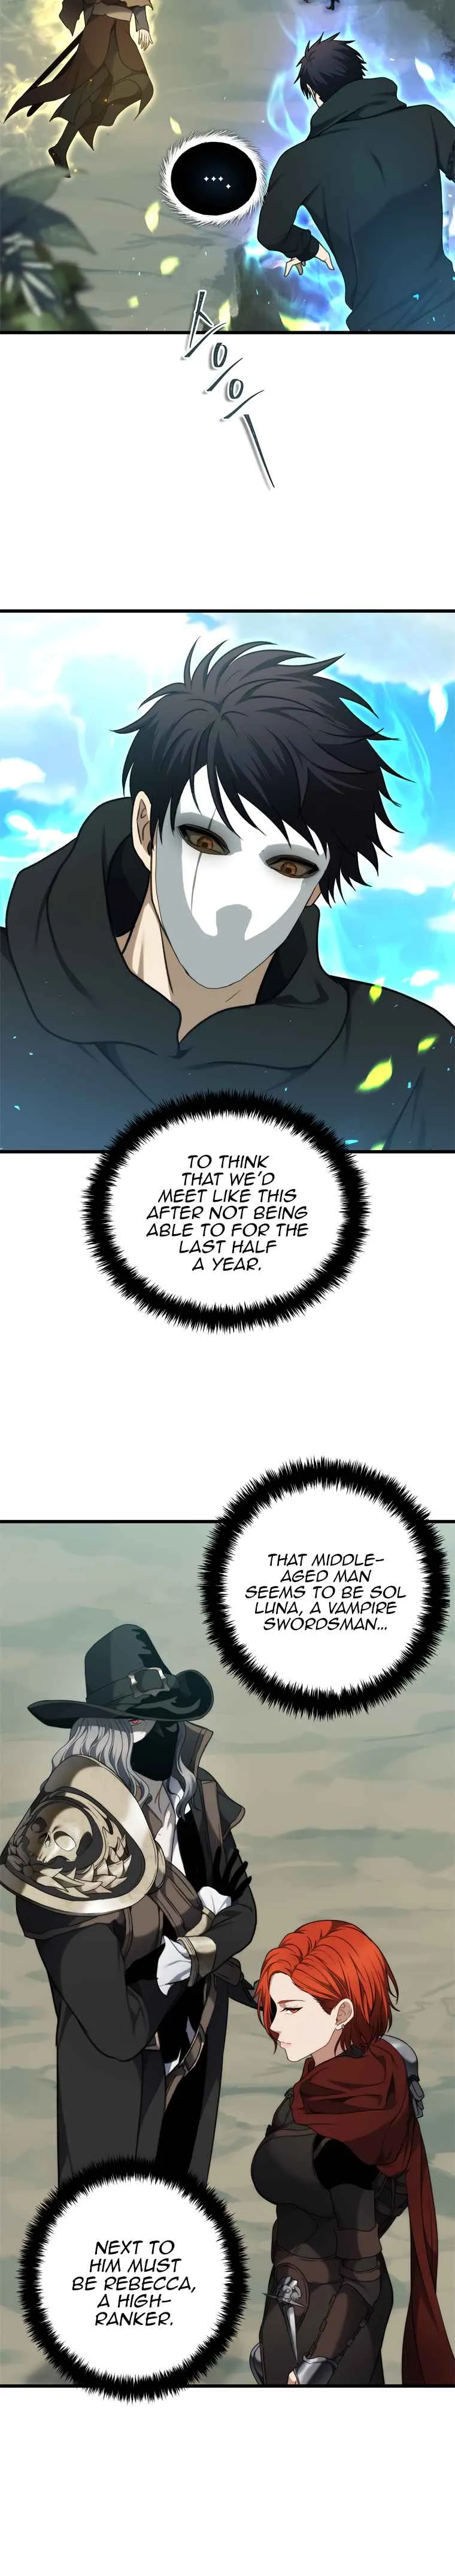 ...
TO THINK
THAT WE'D
MEET LIKE THIS
AFTER NOT BEING
ABLE TO FOR THE
LAST HALF
A YEAR.
THAT MIDDLE-
AGED MAN
SEEMS TO BE SOL
LUNA, A VAMPIRE
SWORDSMAN...
NEXT TO
HIM MUST
BE REBECCA,
A HIGH-
RANKER.